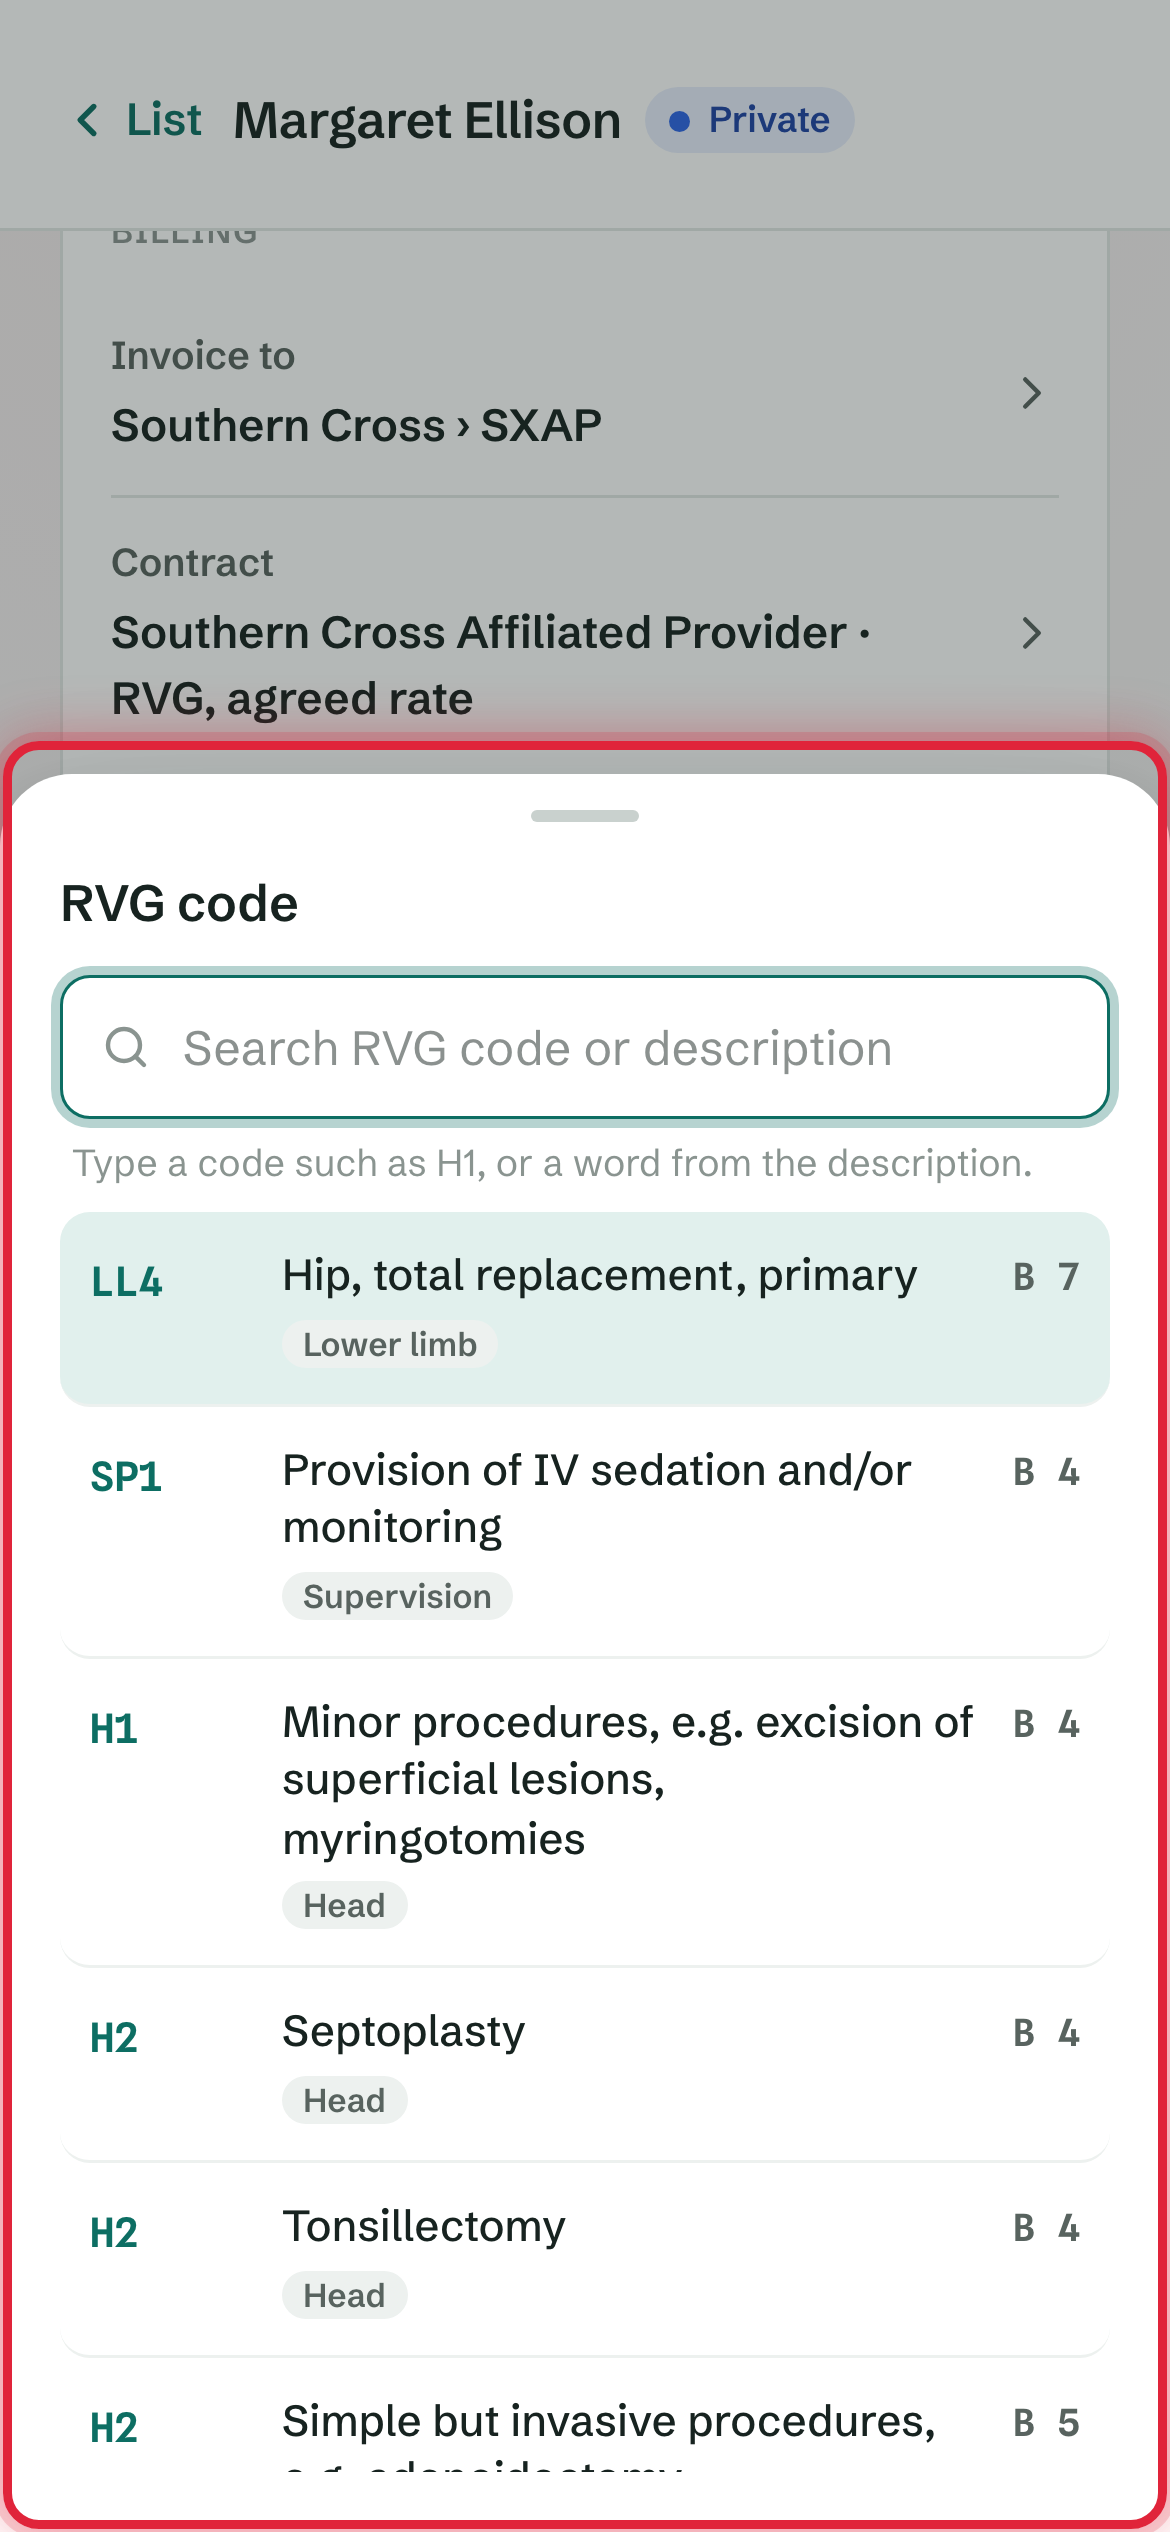 List Margaret Ellison Private
BILLING
Invoice to
Southern Cross › SXAP
Contract
Southern Cross Affiliated Provider ·
RVG, agreed rate
RVG code
Search RVG code or description
Type a code such as H1, or a word from the description.
LL4 Hip, total replacement, primary B 7
Lower limb
SP1 Provision of IV sedation and/or B 4
monitoring
Supervision
H1 Minor procedures, e.g. excision of B 4
superficial lesions,
myringotomies
Head
H2 Septoplasty B 4
Head
H2 Tonsillectomy B 4
Head
H2 Simple but invasive procedures, B 5
e.g. adenoidectomy